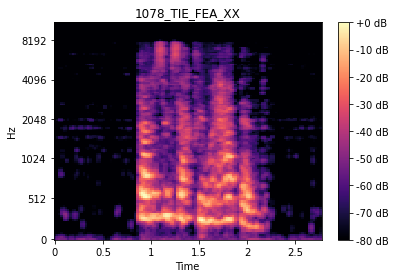 1078_TIE_FEA_XX
Hz
8192
4096
2048
1024
512
0
0
0.5
1
1.5
2
2.5
Time
+0 dB
-10 dB
-20 dB
-30 dB
-40 dB
-50 dB
-60 dB
-70 dB
-80 dB